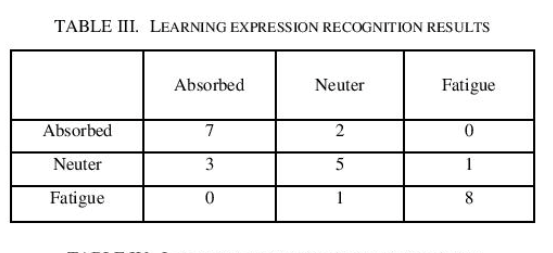 TABLE III. LEARNING EXPRESSION RECOGNITION RESULTS
Absorbed Neuter Fatigue
Absorbed 7 2 0
Neuter 3 5 1
Fatigue 0 1 8